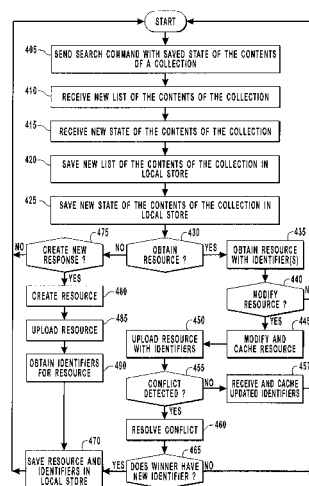 START
405
SEND SEARCH COMMAND WITH SAVED STATE OF THE CONTENTS
OF A COLLECTION
410
RECEIVE NEW LIST OF THE CONTENTS OF THE COLLECTION
415
RECEIVE NEW STATE OF THE CONTENTS OF THE COLLECTION
420
SAVE NEW LIST OF THE CONTENTS OF THE COLLECTION IN
LOCAL STORE
425
SAVE NEW STATE OF THE CONTENTS OF THE COLLECTION IN
LOCAL STORE
475
430
435
NO
CREATE NEW
RESPONSE ?
NO
OBTAIN
RESOURCE ?
YES
OBTAIN RESOURCE
WITH IDENTIFIER(S)
440
YES
480
CREATE RESOURCE
MODIFY
RESOURCE ?
NO
485
UPLOAD RESOURCE
450
YES
445
UPLOAD RESOURCE
WITH IDENTIFIERS
MODIFY AND
CACHE RESOURCE
490
OBTAIN IDENTIFIERS
FOR RESOURCE
455
457
CONFLICT
DETECTED ?
NO
RECEIVE AND CACHE
UPDATED IDENTIFIERS
YES
460
RESOLVE CONFLICT
470
465
SAVE RESOURCE AND
IDENTIFIERS IN
LOCAL STORE
YES
DOES WINNER HAVE
NEW IDENTIFIER ?
NO